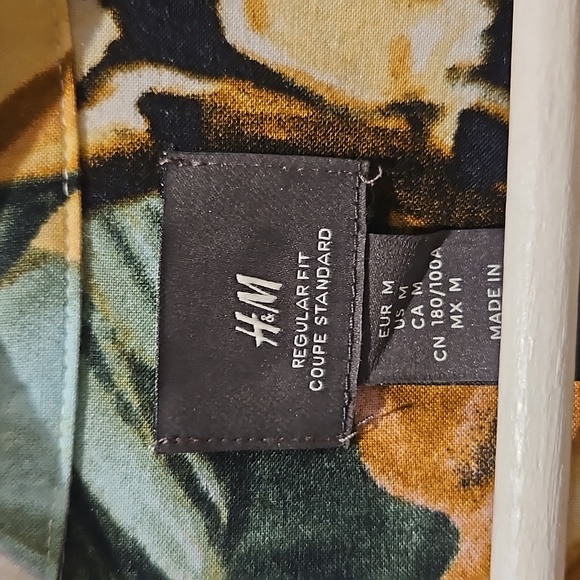 H&M
REGULAR FIT
COUPE STANDARD
EUR M
US M
CA M
CN 180/100A
MX M
MADE IN